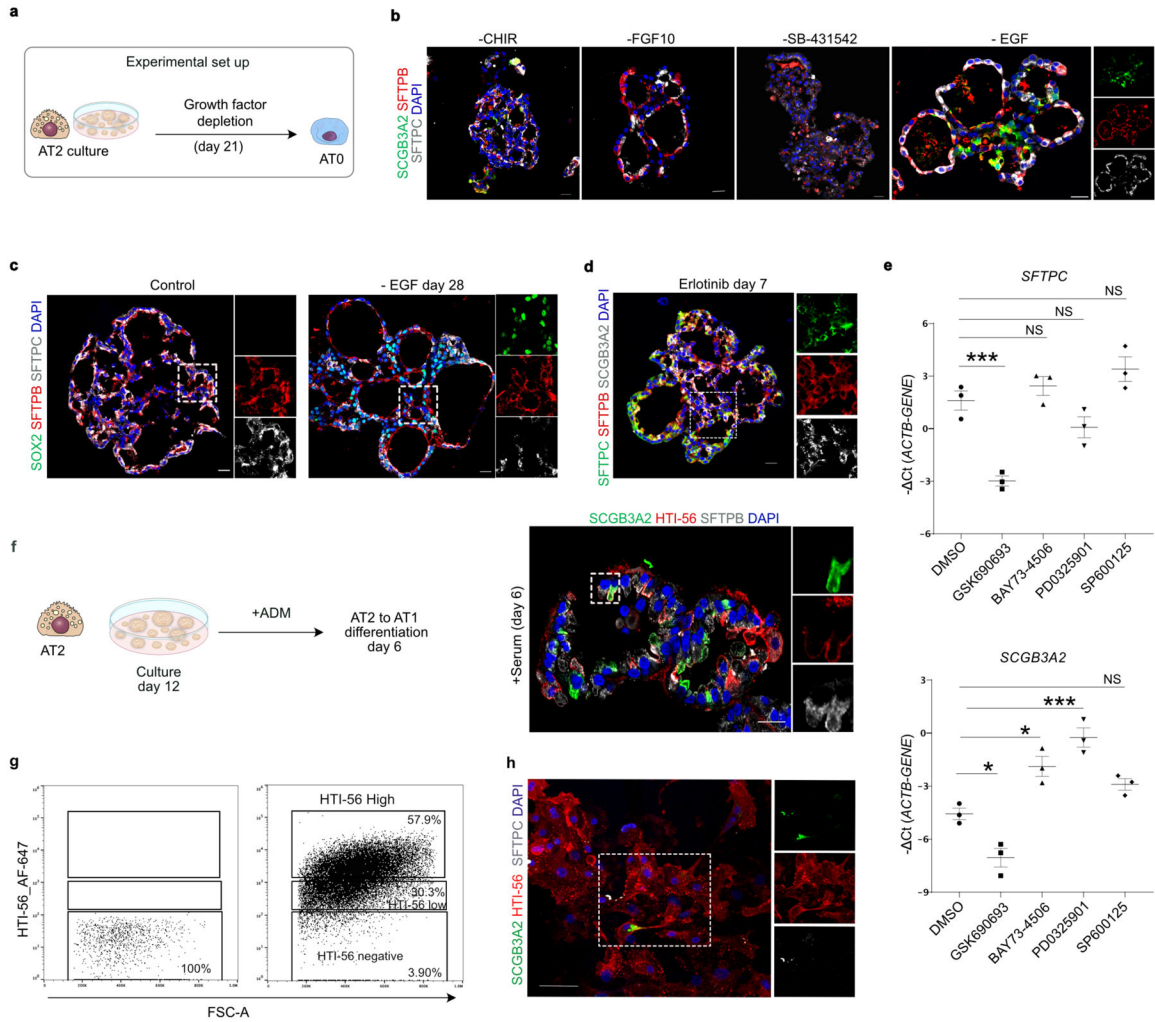 a
Experimental set up
AT2 culture
Growth factor
depletion
(day 21)
AT0
b
-CHIR
-FGF10
-SB-431542
- EGF
SCGB3A2 SFTPB
SFTPC DAPI
c
Control
- EGF day 28
SOX2 SFTPB SFTPC DAPI
d
Erlotinib day 7
SFTPC SFTPB SCGB3A2
e
SFTPC
NS
NS
NS
***
6
3
0
-3
-6
-ΔCt (ACTB-GENE)
DMSO
GSK690693
BAY73-4506
PD0325901
SP600125
SCGB3A2
NS
***
*
*
3
0
-3
-6
-9
-ΔCt (ACTB-GENE)
DMSO
GSK690693
BAY73-4506
PD0325901
SP600125
f
AT2
Culture
day 12
+ADM
AT2 to AT1
differentiation
day 6
SCGB3A2 HTI-56 SFTPB DAPI
+Serum (day 6)
g
HTI-56_AF-647
100%
HTI-56 High
57.9%
30.3%
HTI-56 low
HTI-56 negative
3.90%
FSC-A
h
SCGB3A2 HTI-56 SFTPC DAPI